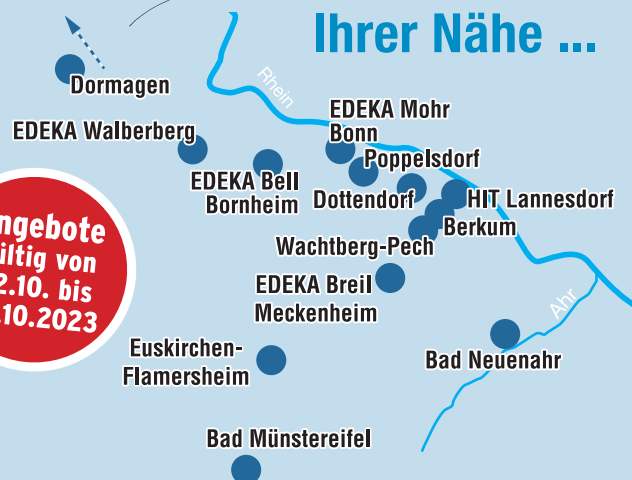 Ihrer Nähe ...
Rhein
Dormagen
EDEKA Mohr
Bonn
EDEKA Walberberg
Poppelsdorf
EDEKA Bell
Bornheim
Dottendorf
HIT Lannesdorf
Berkum
Wachtberg-Pech
EDEKA Breil
Meckenheim
ngebote
ltig von
2.10. bis
.10.2023
Ahr
Euskirchen-
Flamersheim
Bad Neuenahr
Bad Münstereifel